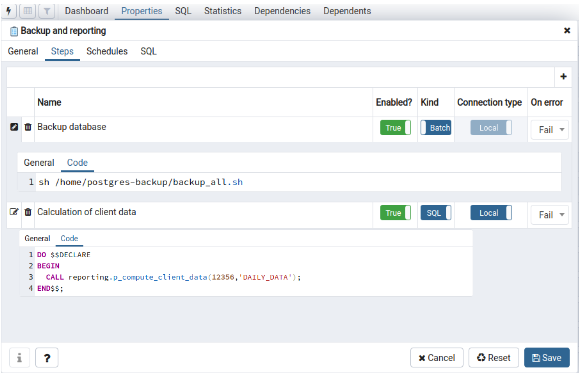 Dashboard Properties SQL Statistics Dependencies Dependents
Backup and reporting
General Steps Schedules SQL
Name Enabled? Kind Connection type On error
Backup database True Batch Local Fail
General Code
1 sh /home/postgres-backup/backup_all.sh
Calculation of client data True SQL Local Fail
General Code
1 DO $$DECLARE
2 BEGIN
3 CALL reporting.p_compute_client_data(12356,'DAILY_DATA');
4 END$$;
i ? Cancel Reset Save